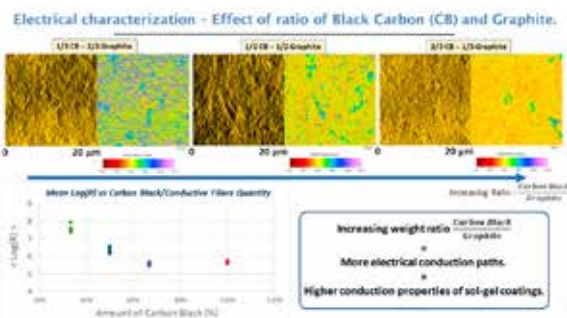 Electrical characterization – Effect of ratio of Black Carbon (CB) and Graphite.
1/3 CB – 2/3 Graphite
1/2 CB – 1/2 Graphite
2/3 CB – 1/3 Graphite
0 20 µm
0 20 µm
0 20 µm
Increasing Ratio Carbon Black
Graphite
Mean Log(R) vs Carbon Black/Conductive Fillers Quantity
< Log(R) >
Amount of Carbon Black (%)
Increasing weight ratio Carbon Black
Graphite
=
More electrical conduction paths.
=
Higher conduction properties of sol-gel coatings.